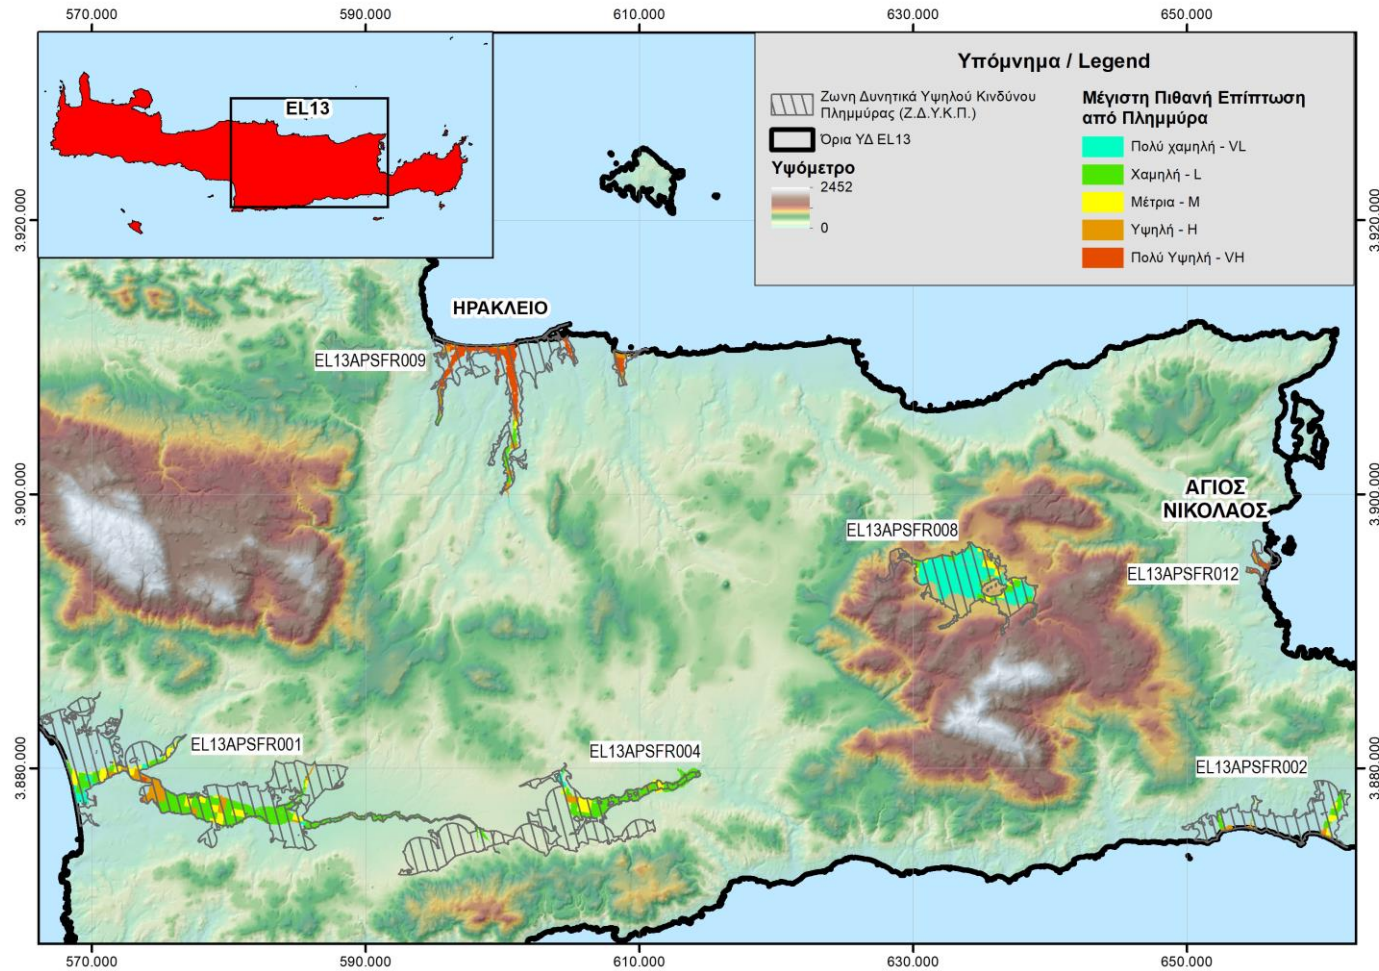 570.000
590.000
610.000
630.000
650.000
EL13
Υπόμνημα / Legend
Ζωνη Δυνητικά Υψηλού Κινδύνου
Πλημμύρας (Ζ.Δ.Υ.Κ.Π.)
Όρια ΥΔ EL13
Υψόμετρο
2452
0
Μέγιστη Πιθανή Επίπτωση
από Πλημμύρα
Πολύ χαμηλή - VL
Χαμηλή - L
Μέτρια - M
Υψηλή - H
Πολύ Υψηλή - VH
3.920.000
3.920.000
ΗΡΑΚΛΕΙΟ
EL13APSFR009
3.900.000
3.900.000
ΑΓΙΟΣ
ΝΙΚΟΛΑΟΣ
EL13APSFR008
EL13APSFR012
EL13APSFR001
EL13APSFR004
EL13APSFR002
3.880.000
3.880.000
570.000
590.000
610.000
630.000
650.000